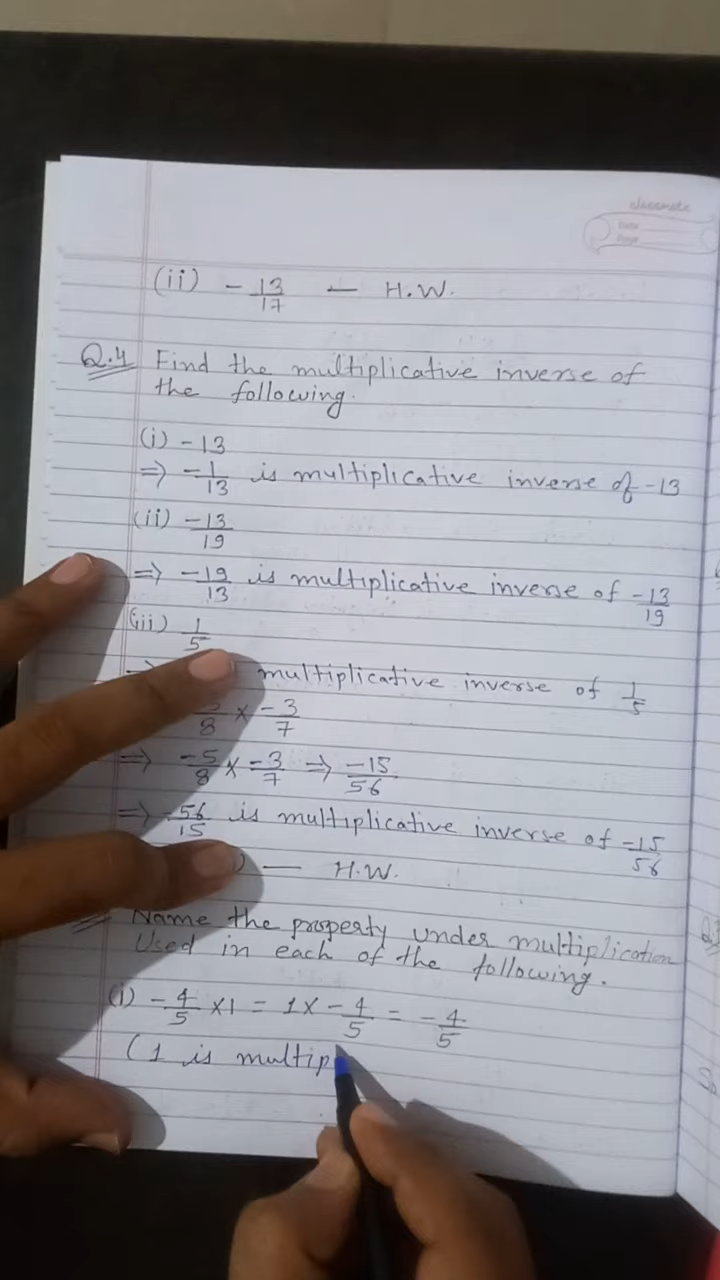 classmate
Date
Page
(ii) -13/17 — H.W.
Q.4 Find the multiplicative inverse of
the following.
(i) -13
⇒ -1/13 is multiplicative inverse of -13
(ii) -13/19
⇒ -19/13 is multiplicative inverse of -13/19
(iii) 1/5
multiplicative inverse of 1/5
8 × -3/7
⇒ -5/8 × -3/7 ⇒ -15/56
⇒ -56/15 is multiplicative inverse of -15/56
) — H.W.
Name the property under multiplication
Used in each of the following.
(i) -4/5 ×1 = 1× -4/5 = -4/5
(1 is multip